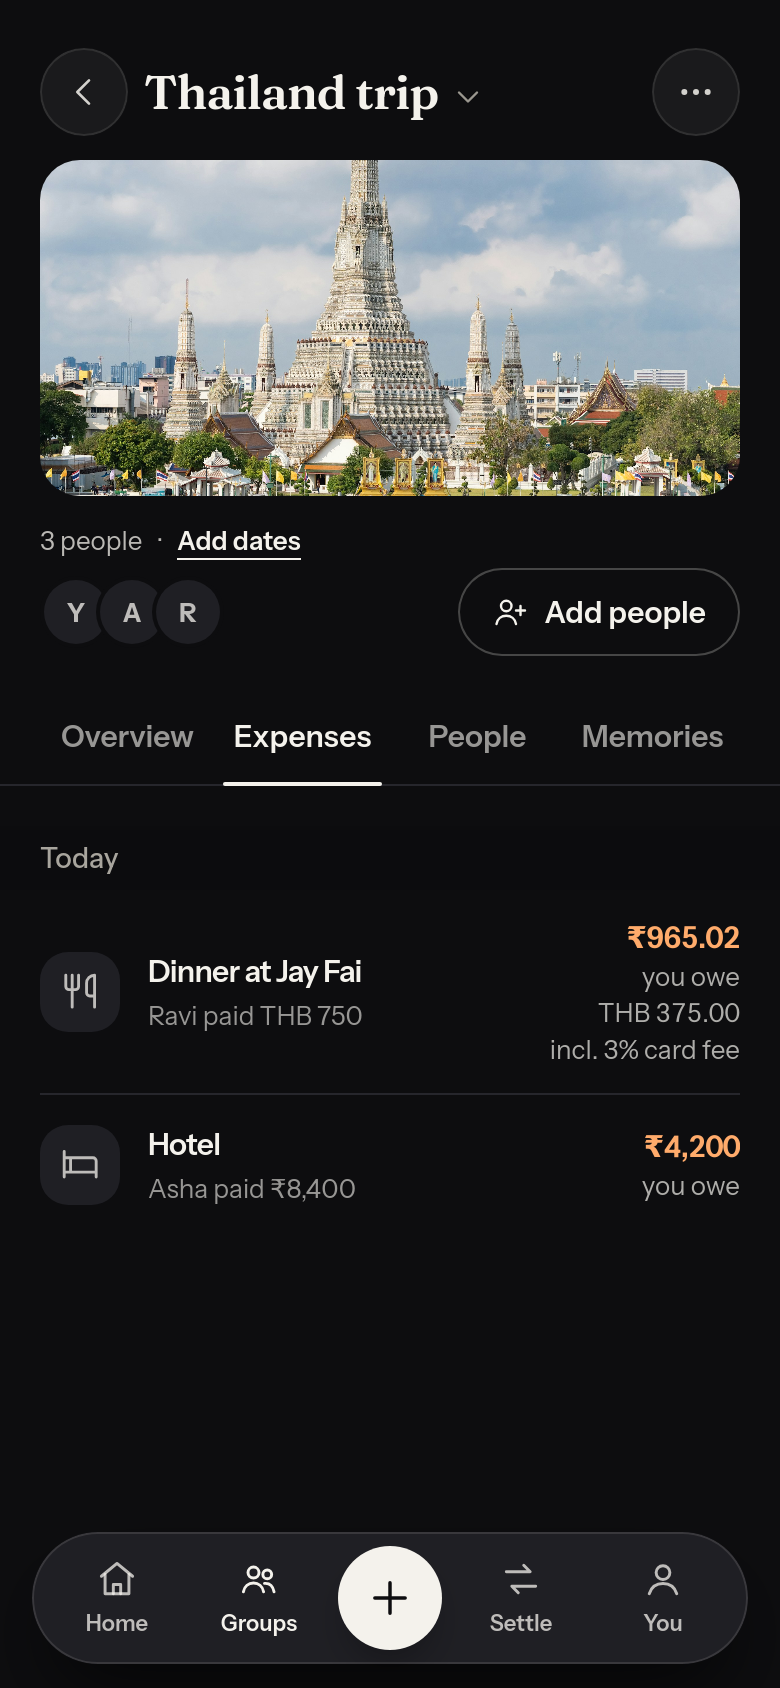 Thailand trip
3 people · Add dates
Y A R
Add people
Overview Expenses People Memories
Today
Dinner at Jay Fai
Ravi paid THB 750
₹965.02
you owe
THB 375.00
incl. 3% card fee
Hotel
Asha paid ₹8,400
₹4,200
you owe
Home Groups Settle You